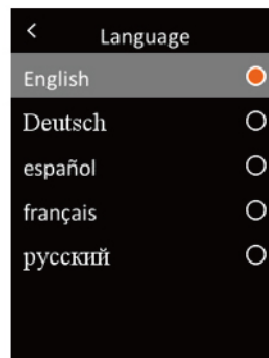 Language
English
Deutsch
español
français
русский